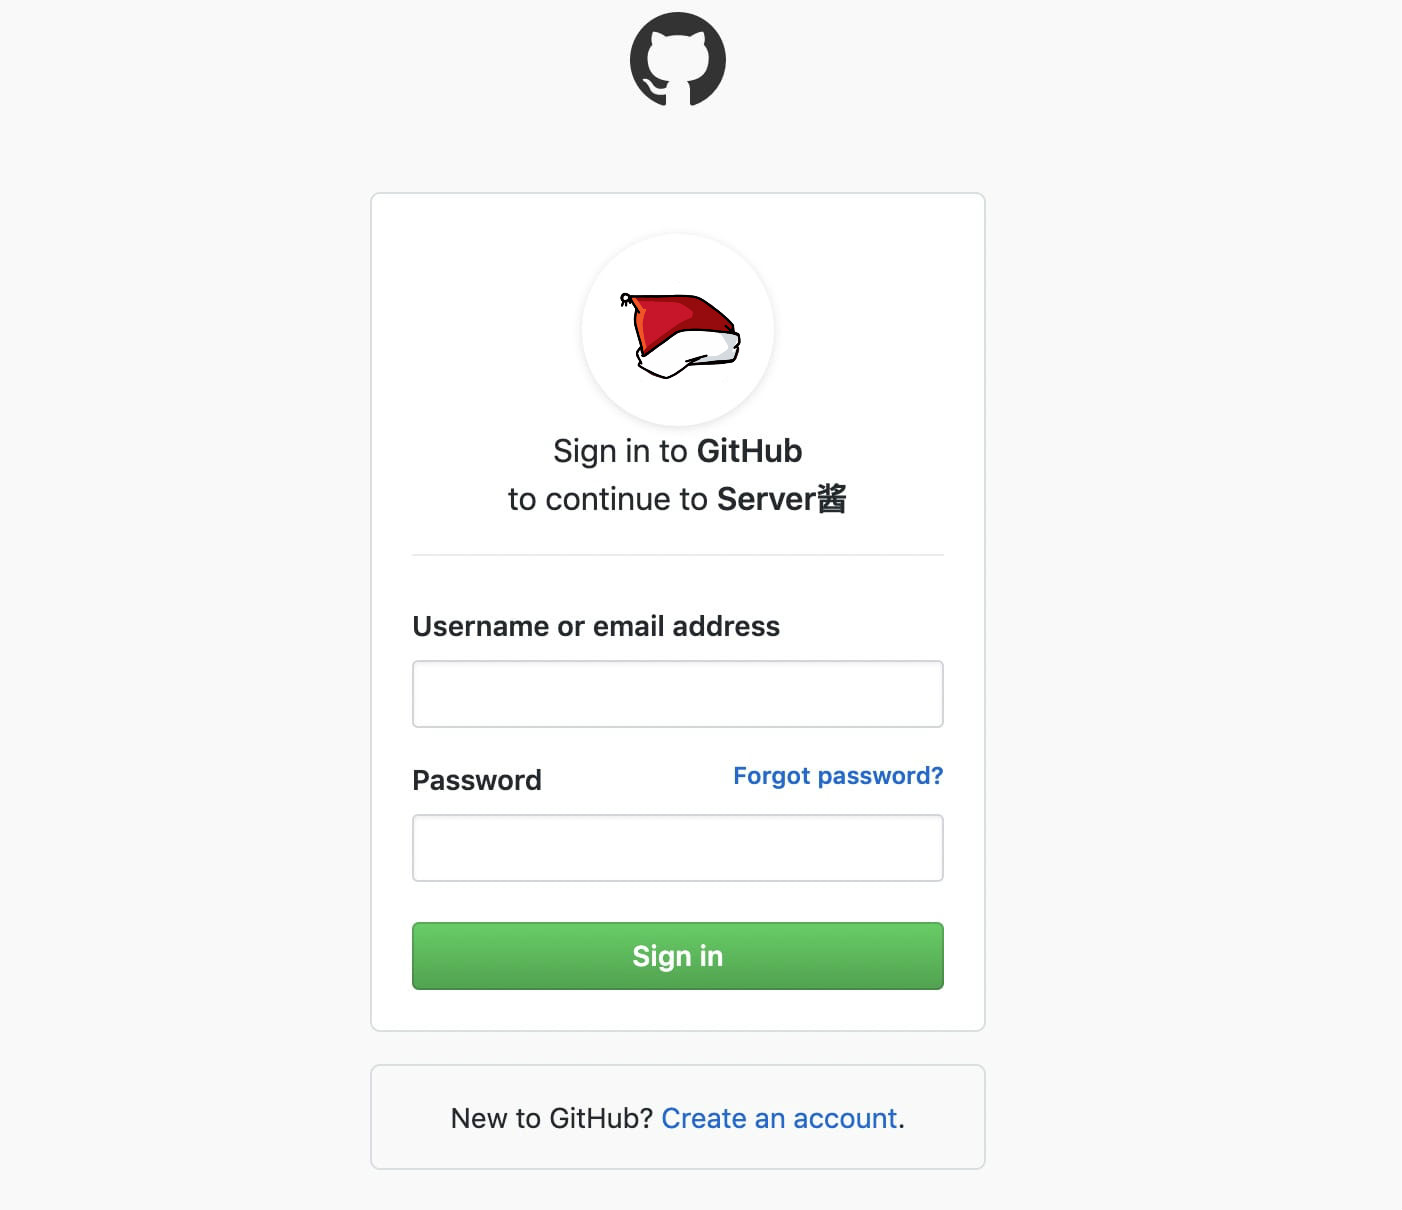 Sign in to GitHub
to continue to Server酱
Username or email address
Password
Forgot password?
Sign in
New to GitHub? Create an account.